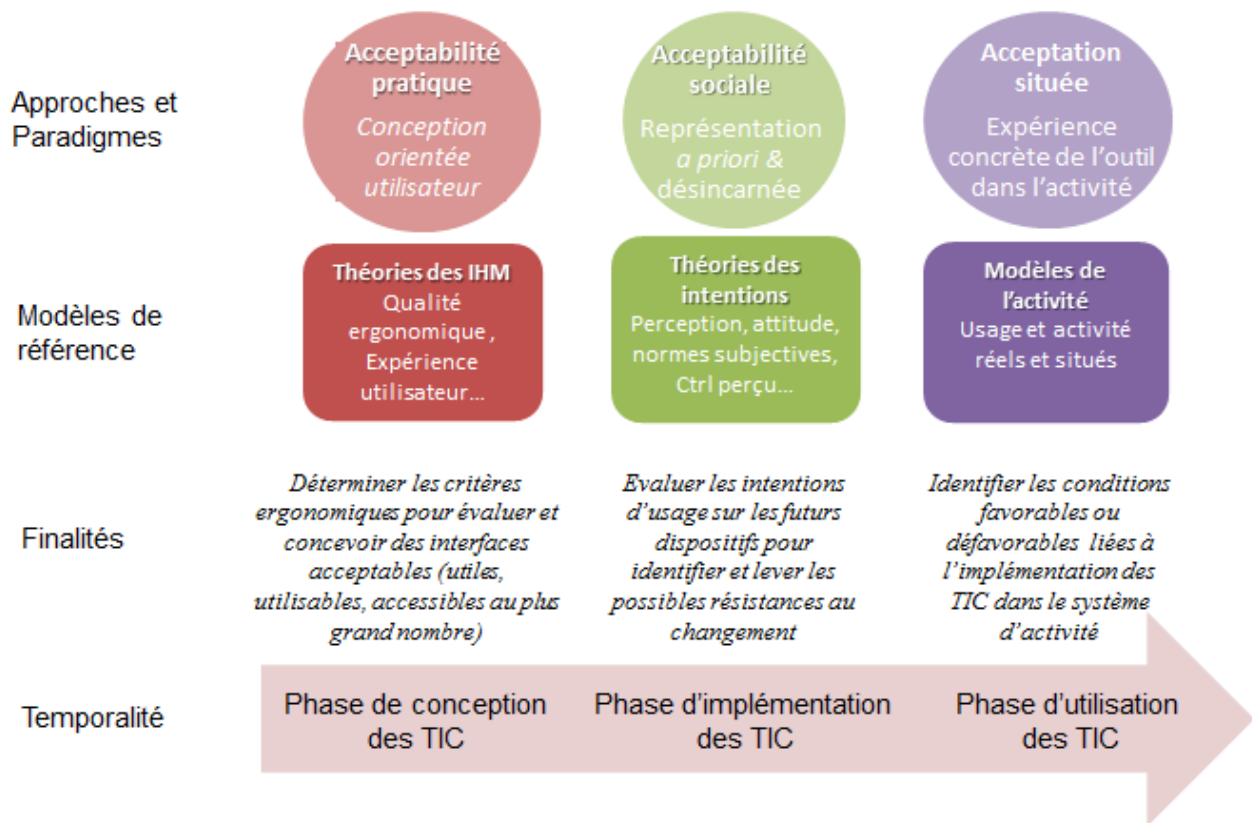 Approches et
Paradigmes
Acceptabilité
pratique
Conception
orientée
utilisateur
Acceptabilité
sociale
Représentation
a priori &
désincarnée
Acceptation
située
Expérience
concrète de l'outil
dans l'activité
Modèles de
référence
Théories des IHM
Qualité
ergonomique ,
Expérience
utilisateur...
Théories des
intentions
Perception, attitude,
normes subjectives,
Ctrl perçu...
Modèles de
l'activité
Usage et activité
réels et situés
Finalités
Déterminer les critères
ergonomiques pour évaluer et
concevoir des interfaces
acceptables (utiles,
utilisables, accessibles au plus
grand nombre)
Evaluer les intentions
d'usage sur les futurs
dispositifs pour
identifier et lever les
possibles résistances au
changement
Identifier les conditions
favorables ou
défavorables liées à
l'implémentation des
TIC dans le système
d'activité
Temporalité
Phase de conception
des TIC
Phase d'implémentation
des TIC
Phase d'utilisation
des TIC